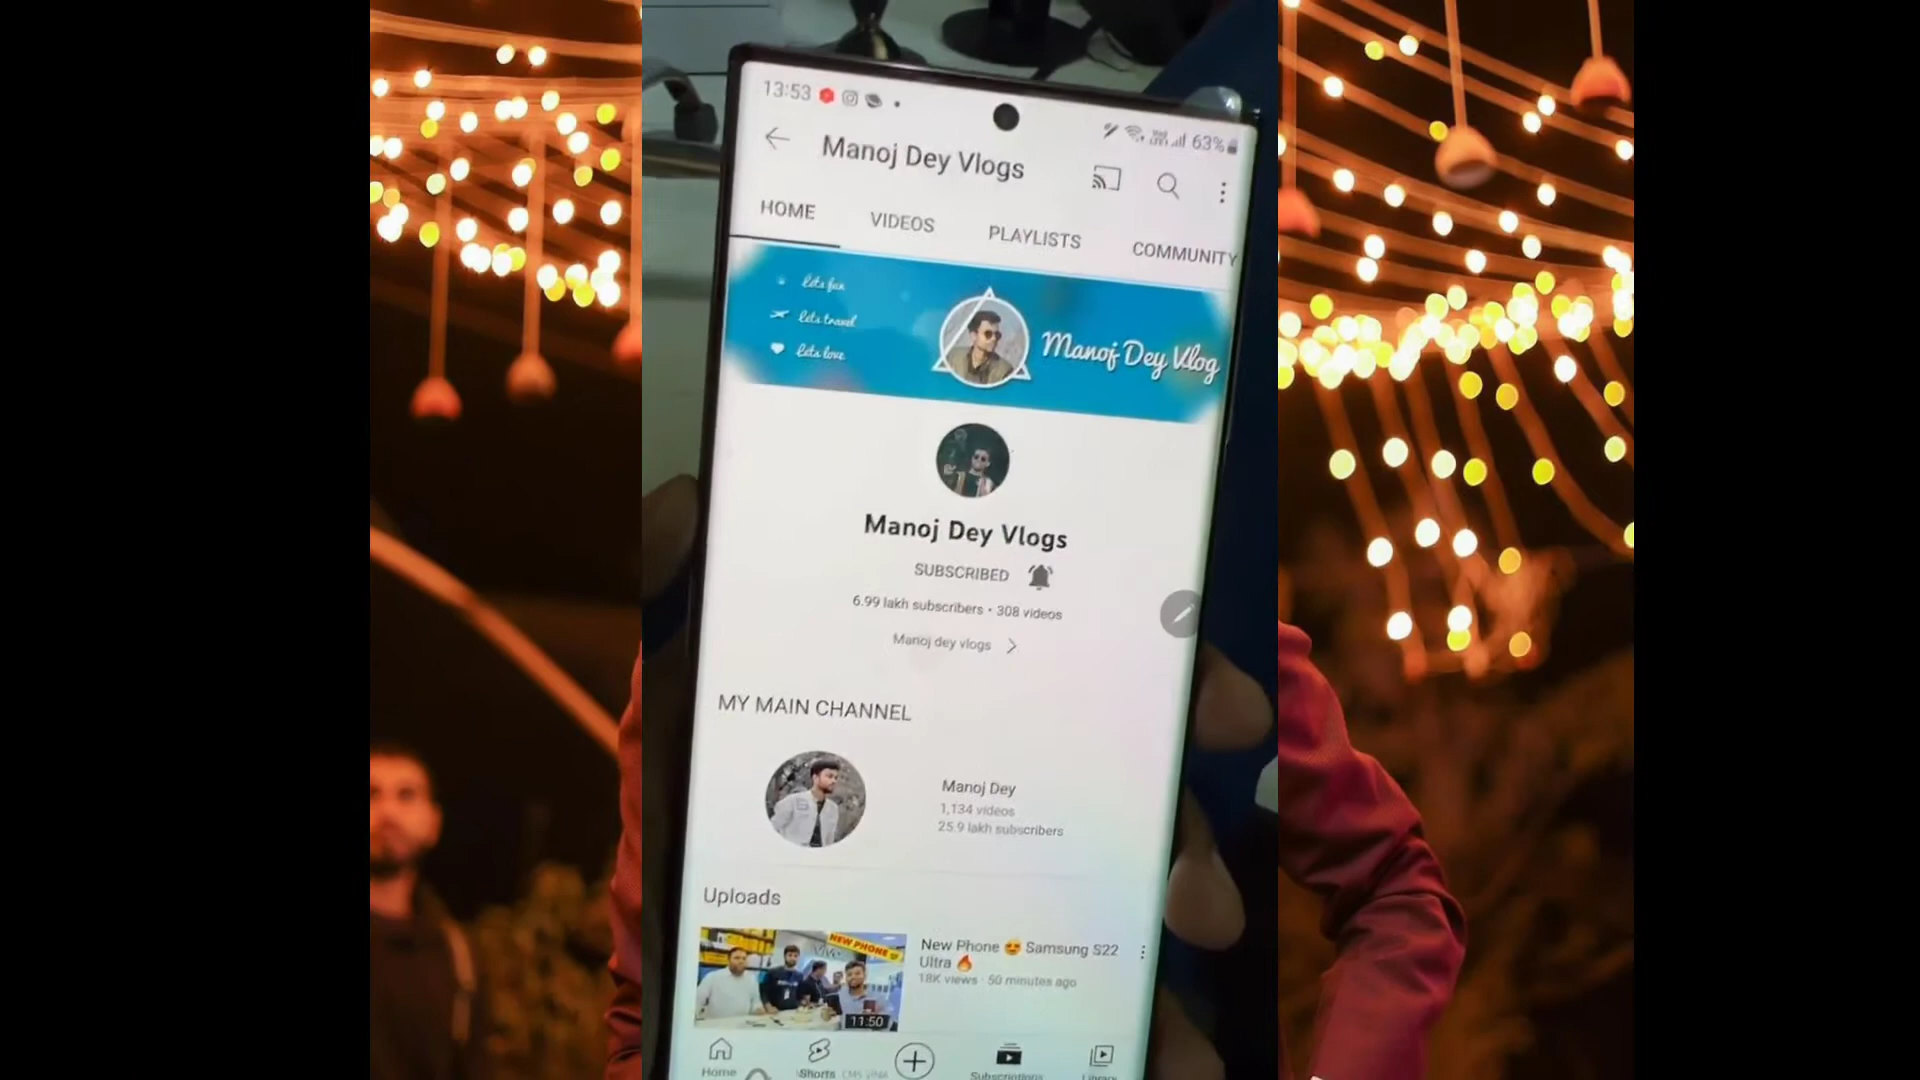 13:53
63%
Manoj Dey Vlogs
HOME VIDEOS PLAYLISTS COMMUNITY
lets fun
lets travel
lets love
Manoj Dey Vlog
Manoj Dey Vlogs
SUBSCRIBED
6.99 lakh subscribers • 308 videos
Manoj dey vlogs
MY MAIN CHANNEL
Manoj Dey
1,134 videos
25.9 lakh subscribers
Uploads
NEW PHONE
vivo
11:50
New Phone 😍 Samsung S22
Ultra 🔥
18K views · 50 minutes ago
Home Shorts Subscriptions Library